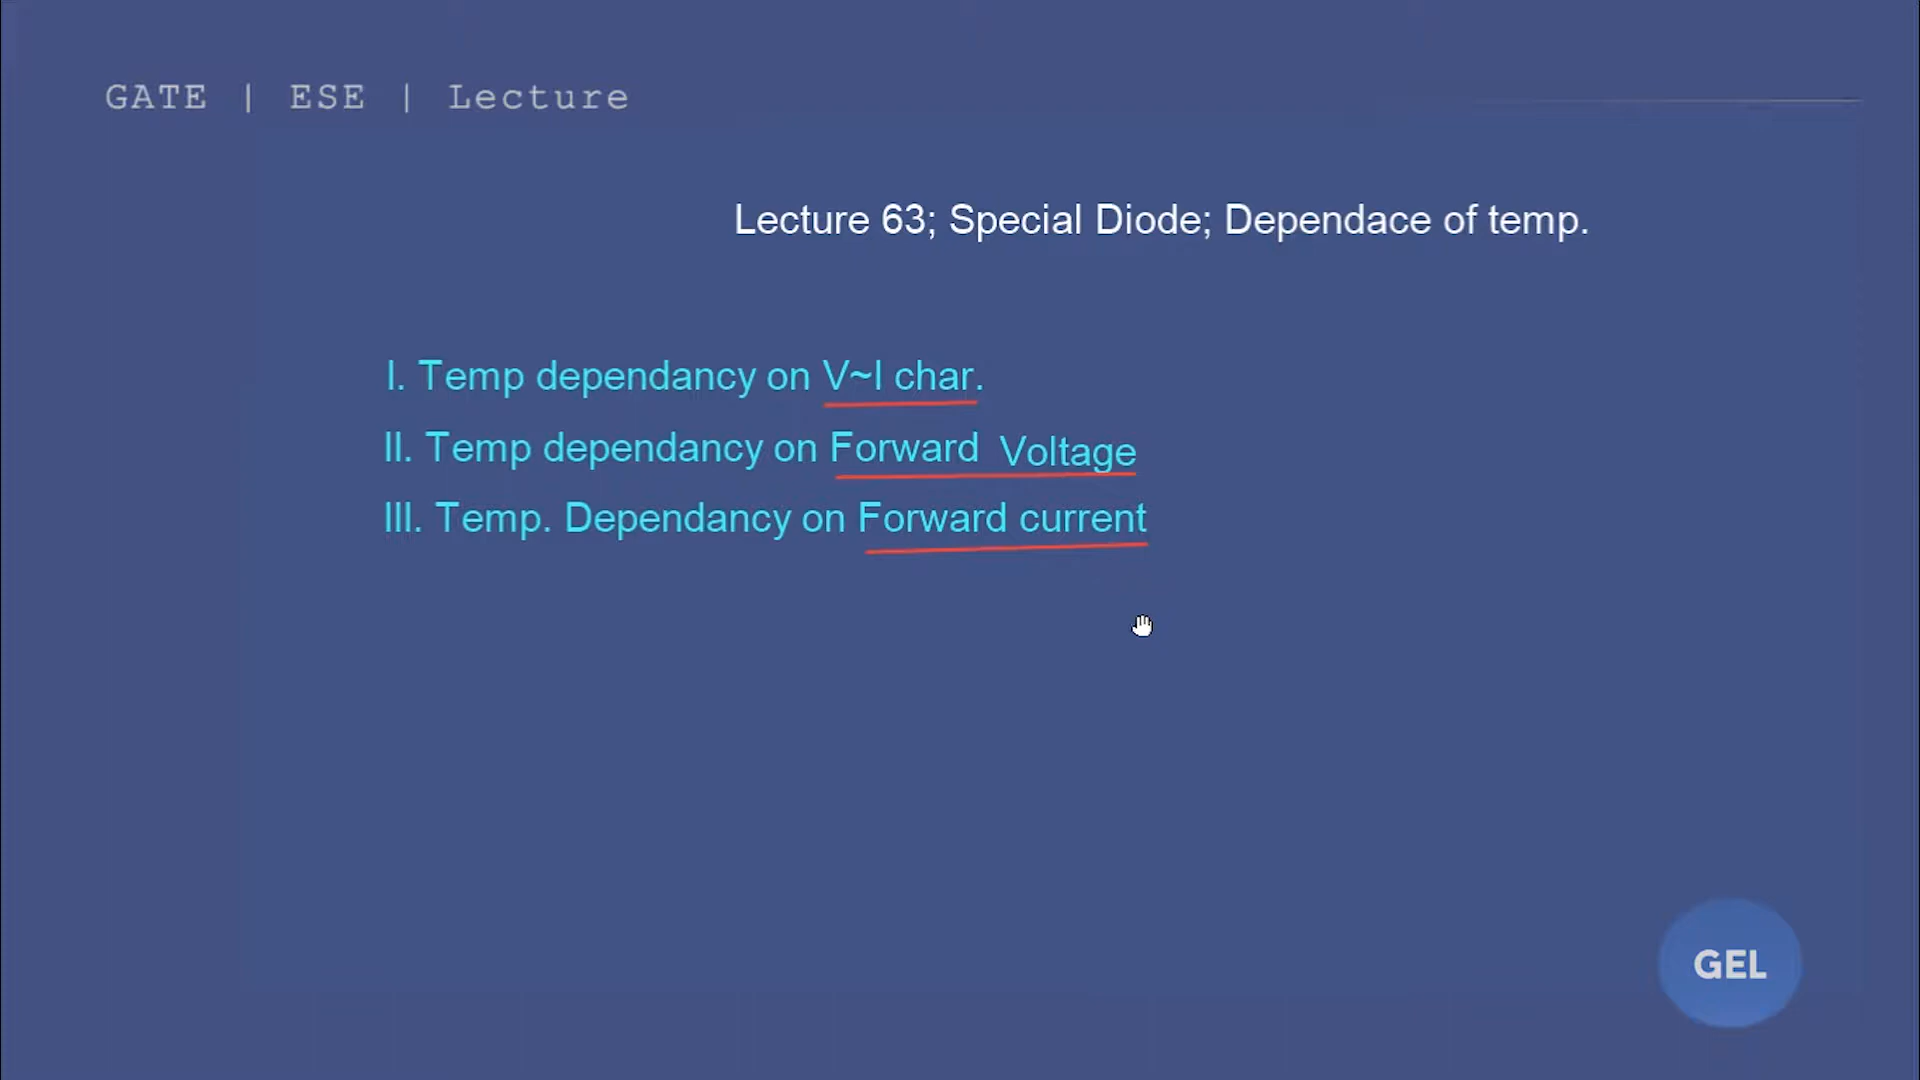 GATE | ESE | Lecture
Lecture 63; Special Diode; Dependace of temp.
I. Temp dependancy on V~I char.
II. Temp dependancy on Forward Voltage
III. Temp. Dependancy on Forward current
GEL